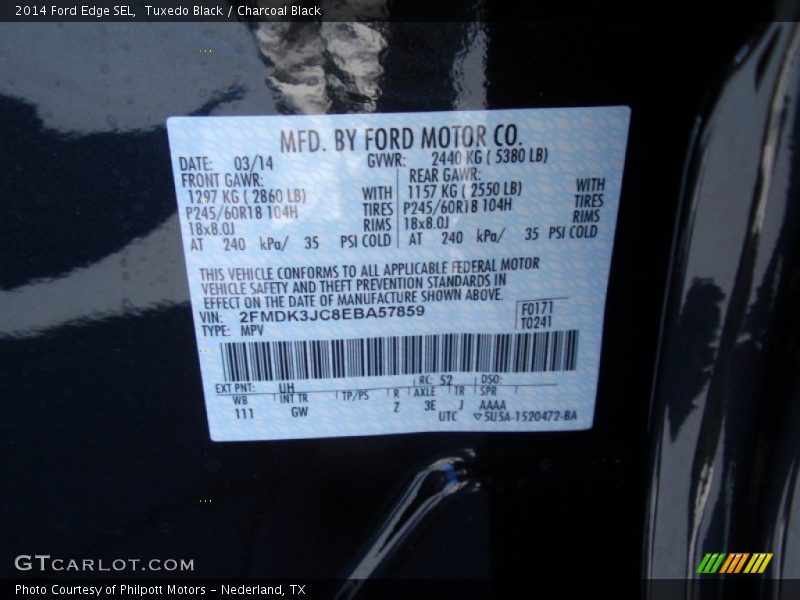 2014 Ford Edge SEL, Tuxedo Black / Charcoal Black
MFD. BY FORD MOTOR CO.
DATE: 03/14 GVWR: 2440 KG ( 5380 LB)
FRONT GAWR: REAR GAWR:
1297 KG ( 2860 LB) WITH 1157 KG ( 2550 LB) WITH
P245/60R18 104H TIRES P245/60R18 104H TIRES
18x8.0J RIMS 18x8.0J RIMS
AT 240 kPa/ 35 PSI COLD AT 240 kPa/ 35 PSI COLD
THIS VEHICLE CONFORMS TO ALL APPLICABLE FEDERAL MOTOR
VEHICLE SAFETY AND THEFT PREVENTION STANDARDS IN
EFFECT ON THE DATE OF MANUFACTURE SHOWN ABOVE.
VIN: 2FMDK3JC8EBA57859 F0171
TYPE: MPV T0241
EXT PNT: UH RC: 52 DSO:
WB INT TR TP/PS R AXLE TR SPR
111 GW Z 3E J AAAA
UTC ▽5U5A-1520472-BA
GTCARLOT.COM
Photo Courtesy of Philpott Motors - Nederland, TX